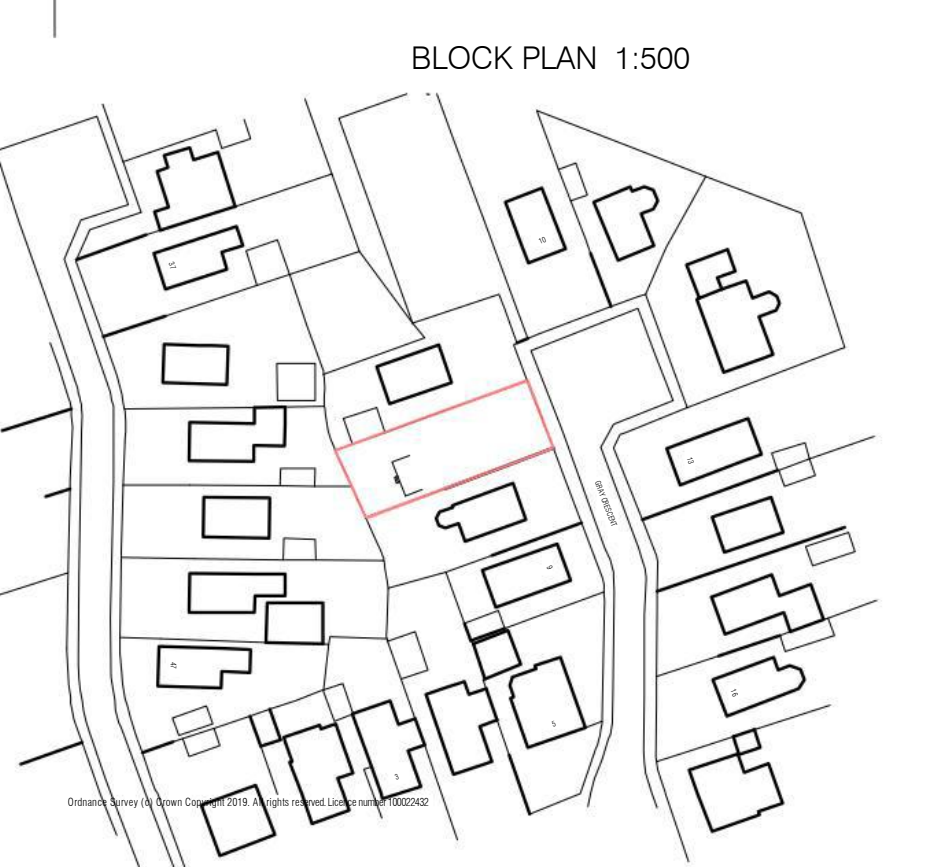 BLOCK PLAN 1:500
10
37
13
GRAY CRESCENT
9
47
16
5
3
Ordnance Survey (c) Crown Copyright 2019. All rights reserved. Licence number 100022432